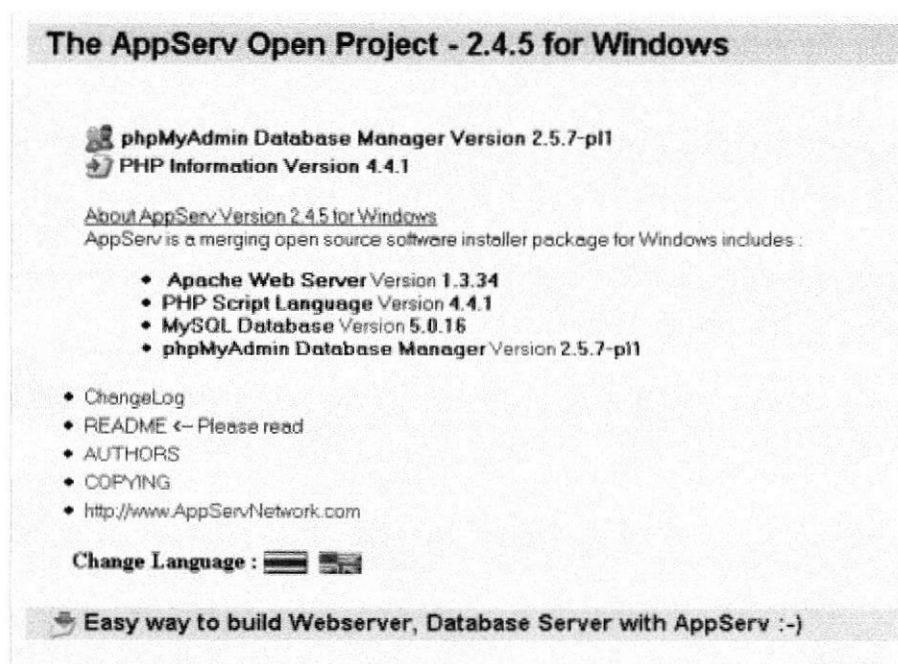 The AppServ Open Project - 2.4.5 for Windows
phpMyAdmin Database Manager Version 2.5.7-pl1
PHP Information Version 4.4.1
About AppServ Version 2.4.5 for Windows
AppServ is a merging open source software installer package for Windows includes :
• Apache Web Server Version 1.3.34
• PHP Script Language Version 4.4.1
• MySQL Database Version 5.0.16
• phpMyAdmin Database Manager Version 2.5.7-pl1
• ChangeLog
• README <-- Please read
• AUTHORS
• COPYING
• http://www.AppServNetwork.com
Change Language :
Easy way to build Webserver, Database Server with AppServ :-)